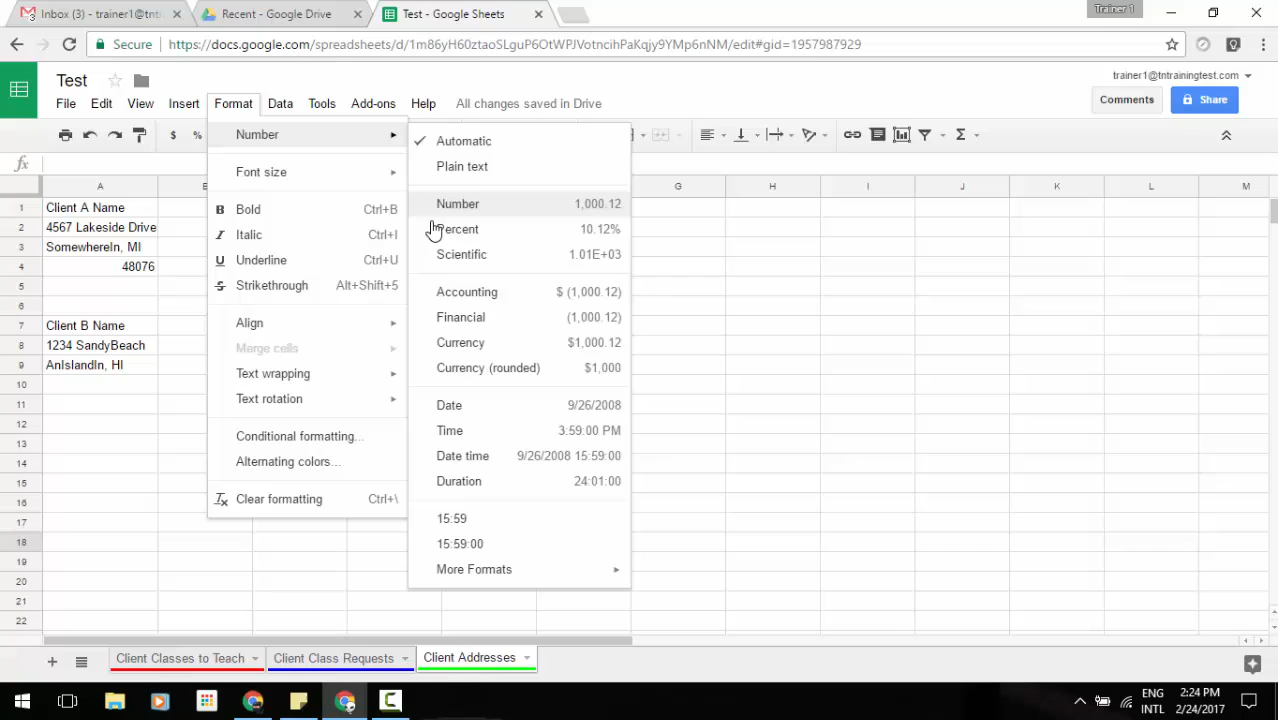 Inbox (3) - trainer1@tntr
Recent - Google Drive
Test - Google Sheets
Trainer 1
Secure
https://docs.google.com/spreadsheets/d/1m86yH60ztaoSLguP6OtWPJVotncihPaKqjy9YMp6nNM/edit#gid=1957987929
Test
trainer1@tntrainingtest.com
File Edit View Insert Format Data Tools Add-ons Help All changes saved in Drive
Comments
Share
$ %
fx
A G H I J K L M
1 Client A Name
2 4567 Lakeside Drive
3 SomewhereIn, MI
4 48076
5
6
7 Client B Name
8 1234 SandyBeach
9 AnIslandIn, HI
10
11
12
13
14
15
16
17
18
19
20
21
22
Number
Font size
B Bold Ctrl+B
I Italic Ctrl+I
U Underline Ctrl+U
S Strikethrough Alt+Shift+5
Align
Merge cells
Text wrapping
Text rotation
Conditional formatting...
Alternating colors...
Clear formatting Ctrl+\
Automatic
Plain text
Number 1,000.12
Percent 10.12%
Scientific 1.01E+03
Accounting $ (1,000.12)
Financial (1,000.12)
Currency $1,000.12
Currency (rounded) $1,000
Date 9/26/2008
Time 3:59:00 PM
Date time 9/26/2008 15:59:00
Duration 24:01:00
15:59
15:59:00
More Formats
Client Classes to Teach
Client Class Requests
Client Addresses
ENG 2:24 PM
INTL 2/24/2017